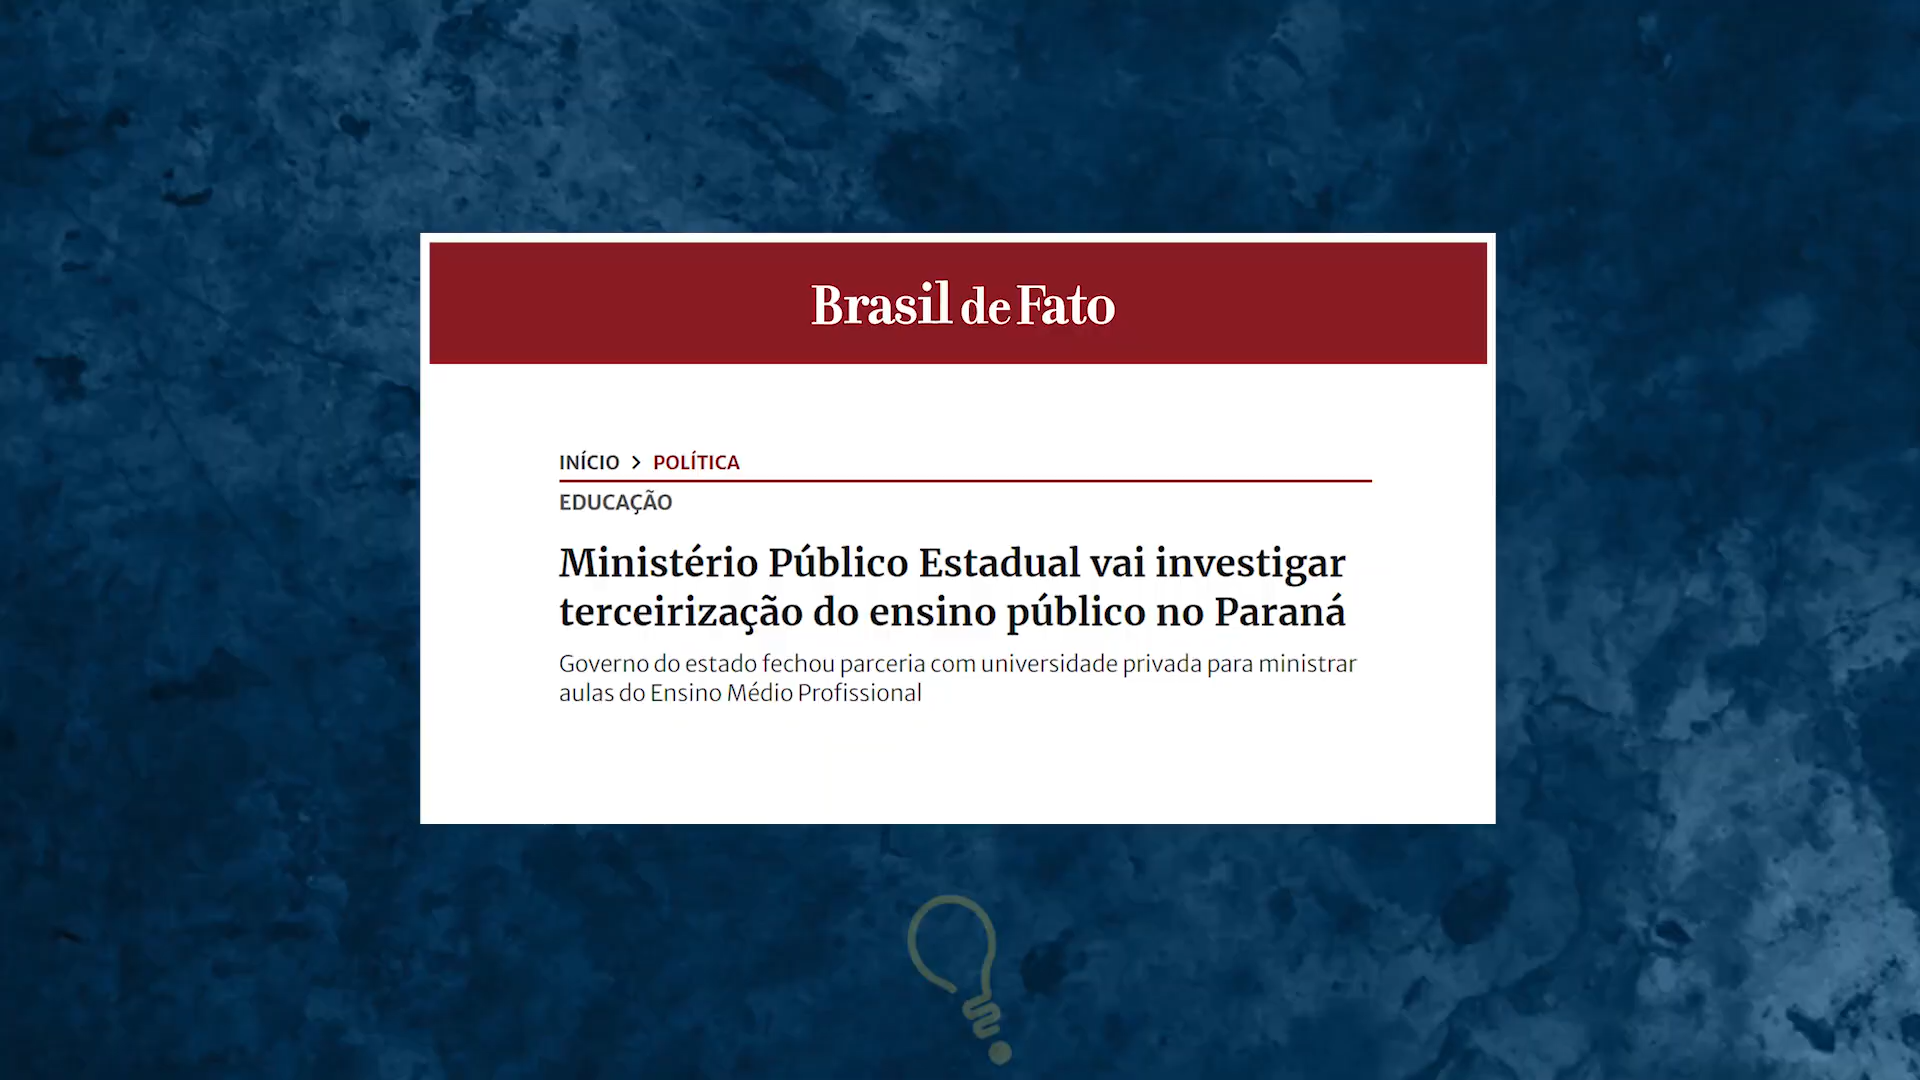 Brasil de Fato
INÍCIO > POLÍTICA
EDUCAÇÃO
Ministério Público Estadual vai investigar
terceirização do ensino público no Paraná
Governo do estado fechou parceria com universidade privada para ministrar
aulas do Ensino Médio Profissional